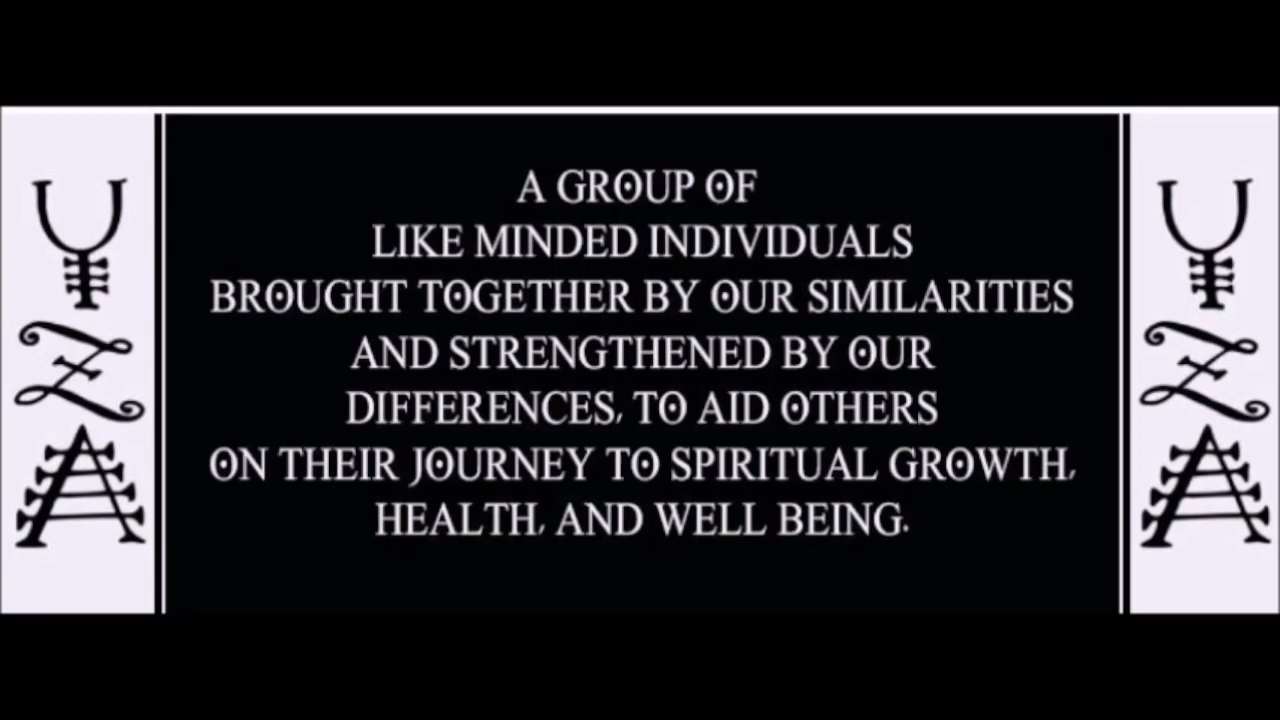 A GROUP OF
LIKE MINDED INDIVIDUALS
BROUGHT TOGETHER BY OUR SIMILARITIES
AND STRENGTHENED BY OUR
DIFFERENCES, TO AID OTHERS
ON THEIR JOURNEY TO SPIRITUAL GROWTH,
HEALTH, AND WELL BEING.